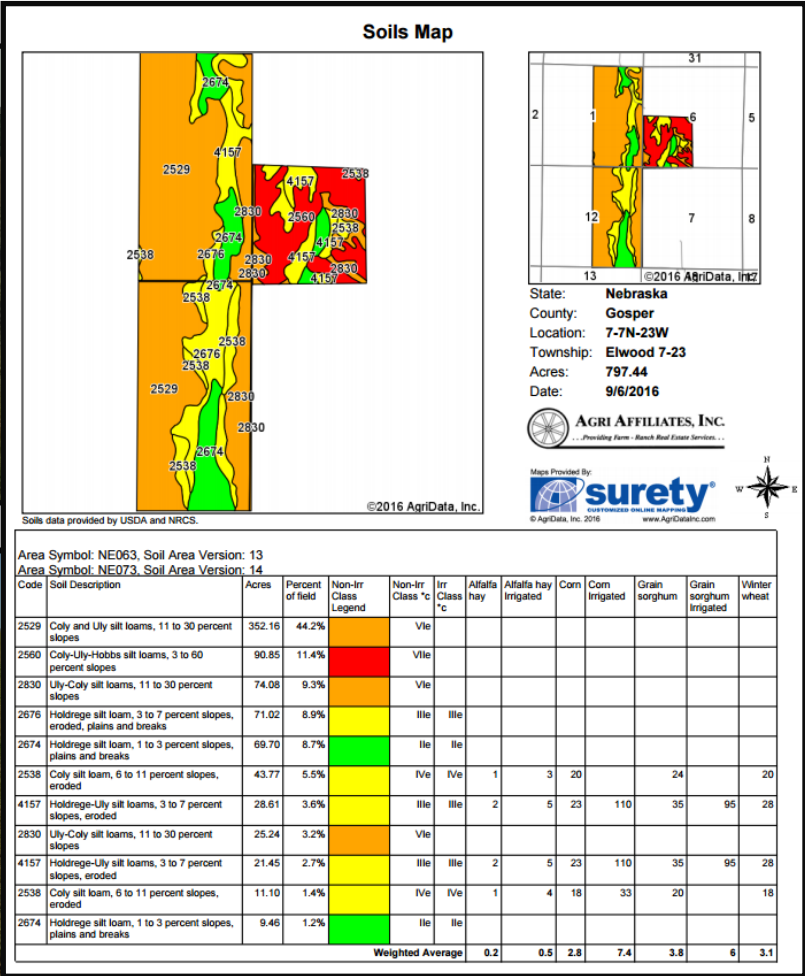 Soils Map
2674
4157
2529
2538
4157
2830
2560
2830
2538
2674
4157
2538
2676
2830
4157
2830
2830
4157
2674
2538
2538
2676
2538
2529
2830
2830
2674
2538
©2016 AgriData, Inc.
Soils data provided by USDA and NRCS.
31
2
1
6
5
12
7
8
13
18
17
©2016 AgriData, Inc.
State: Nebraska
County: Gosper
Location: 7-7N-23W
Township: Elwood 7-23
Acres: 797.44
Date: 9/6/2016
AGRI AFFILIATES, INC.
. . .Providing Farm - Ranch Real Estate Services. . .
Maps Provided By:
surety®
CUSTOMIZED ONLINE MAPPING
© AgriData, Inc. 2016 www.AgriDataInc.com
N
W E
S
Area Symbol: NE063, Soil Area Version: 13
Area Symbol: NE073, Soil Area Version: 14
Code Soil Description Acres Percent of field Non-Irr Class Legend Non-Irr Class *c Irr Class *c Alfalfa hay Alfalfa hay Irrigated Corn Corn Irrigated Grain sorghum Grain sorghum Irrigated Winter wheat
2529 Coly and Uly silt loams, 11 to 30 percent slopes 352.16 44.2% VIe
2560 Coly-Uly-Hobbs silt loams, 3 to 60 percent slopes 90.85 11.4% VIIe
2830 Uly-Coly silt loams, 11 to 30 percent slopes 74.08 9.3% VIe
2676 Holdrege silt loam, 3 to 7 percent slopes, eroded, plains and breaks 71.02 8.9% IIIe IIIe
2674 Holdrege silt loam, 1 to 3 percent slopes, plains and breaks 69.70 8.7% IIe IIe
2538 Coly silt loam, 6 to 11 percent slopes, eroded 43.77 5.5% IVe IVe 1 3 20 24 20
4157 Holdrege-Uly silt loams, 3 to 7 percent slopes, eroded 28.61 3.6% IIIe IIIe 2 5 23 110 35 95 28
2830 Uly-Coly silt loams, 11 to 30 percent slopes 25.24 3.2% VIe
4157 Holdrege-Uly silt loams, 3 to 7 percent slopes, eroded 21.45 2.7% IIIe IIIe 2 5 23 110 35 95 28
2538 Coly silt loam, 6 to 11 percent slopes, eroded 11.10 1.4% IVe IVe 1 4 18 33 20 18
2674 Holdrege silt loam, 1 to 3 percent slopes, plains and breaks 9.46 1.2% IIe IIe
Weighted Average 0.2 0.5 2.8 7.4 3.8 6 3.1